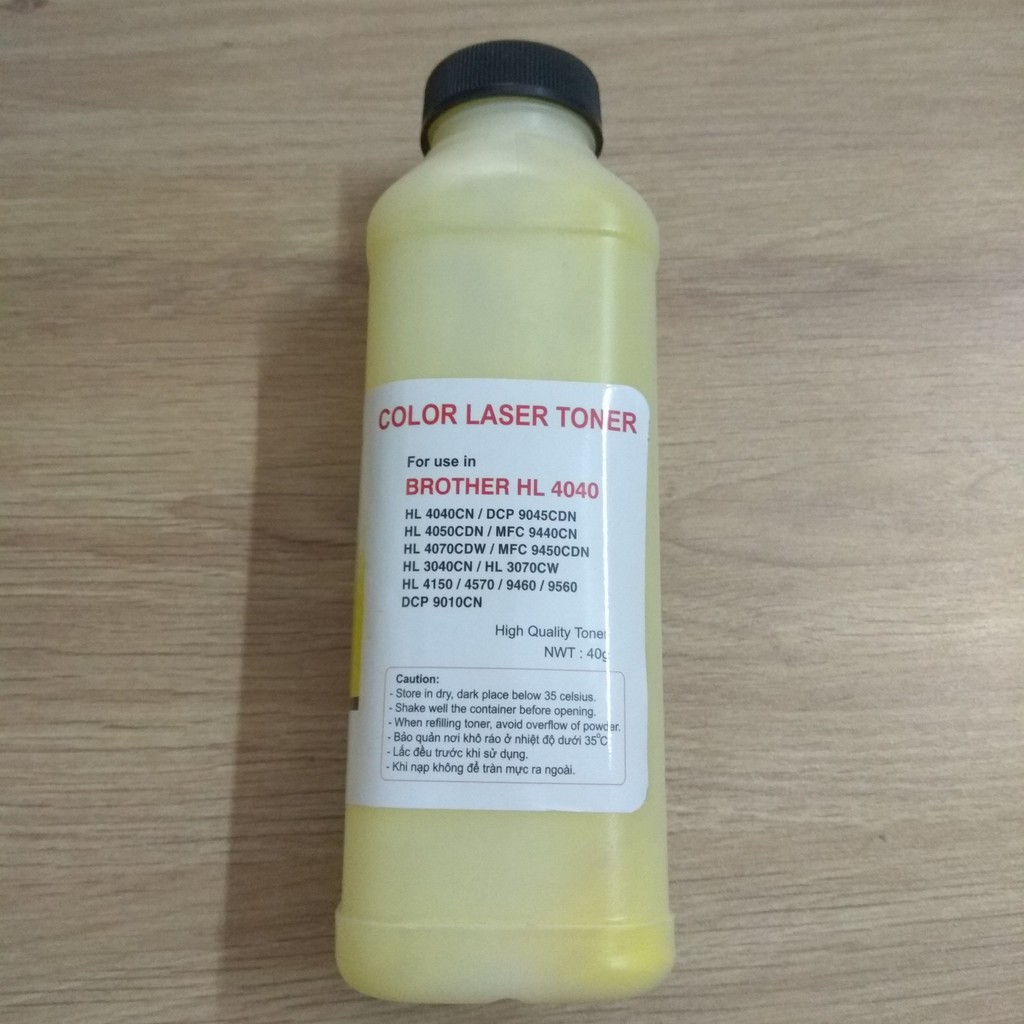 COLOR LASER TONER
For use in
BROTHER HL 4040
HL 4040CN / DCP 9045CDN
HL 4050CDN / MFC 9440CN
HL 4070CDW / MFC 9450CDN
HL 3040CN / HL 3070CW
HL 4150 / 4570 / 9460 / 9560
DCP 9010CN
High Quality Toner
NWT : 40g
Caution:
- Store in dry, dark place below 35 celsius.
- Shake well the container before opening.
- When refilling toner, avoid overflow of powder.
- Bảo quản nơi khô ráo ở nhiệt độ dưới 35°C
- Lắc đều trước khi sử dụng.
- Khi nạp không để tràn mực ra ngoài.